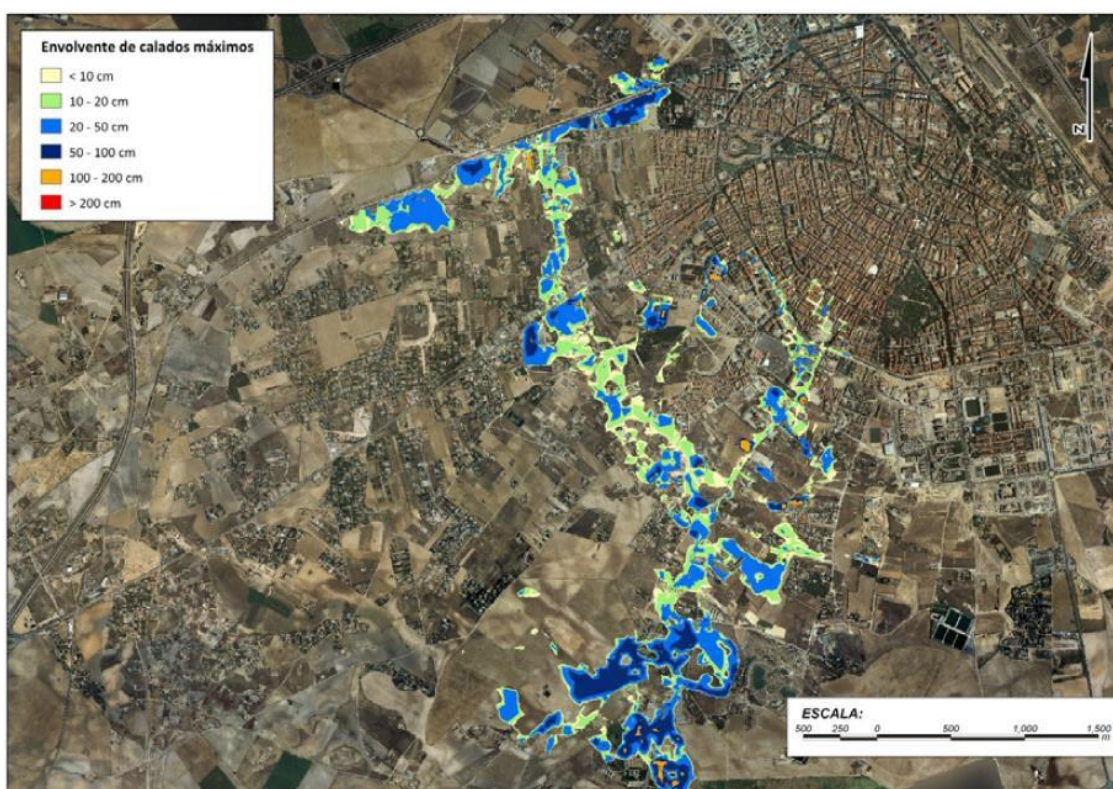 Envolvente de calados máximos
< 10 cm
10 - 20 cm
20 - 50 cm
50 - 100 cm
100 - 200 cm
> 200 cm
N
ESCALA:
500 250 0 500 1,000 1,500
m